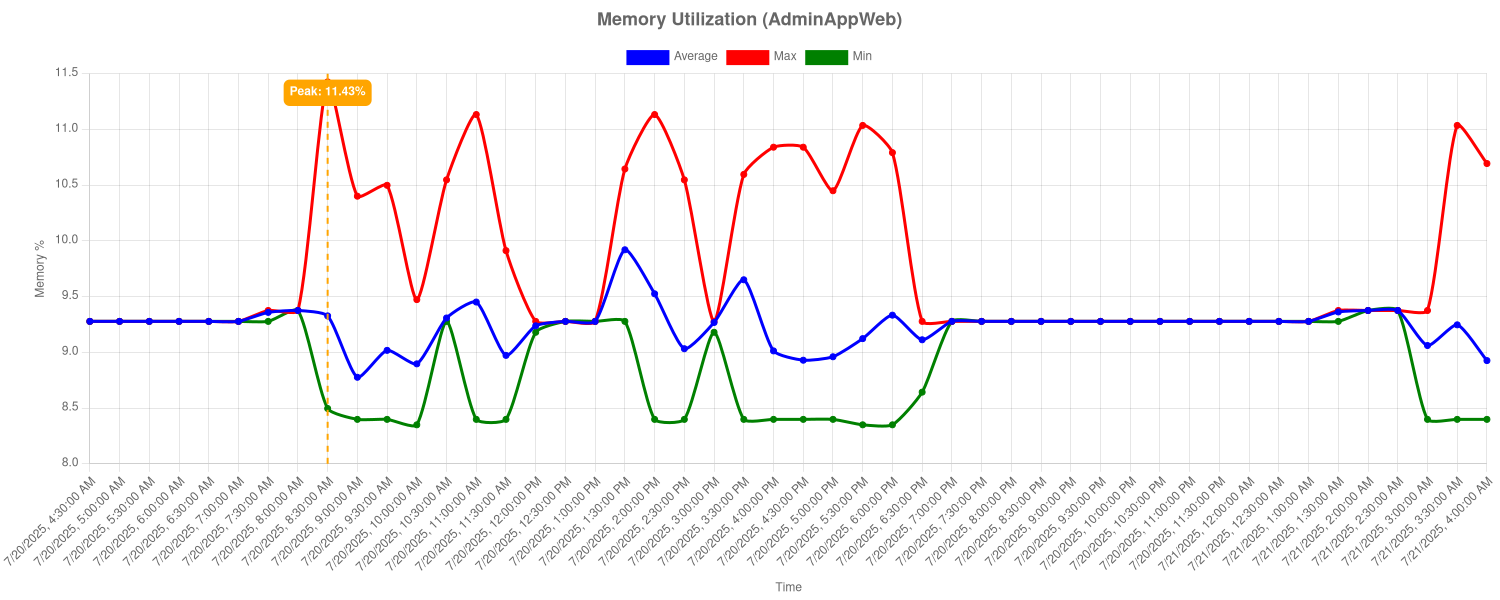 Memory Utilization (AdminAppWeb)
Average Max Min
11.5
Peak: 11.43%
11.0
10.5
10.0
9.5
9.0
8.5
8.0
Memory %
7/20/2025, 4:30:00 AM
7/20/2025, 5:00:00 AM
7/20/2025, 5:30:00 AM
7/20/2025, 6:00:00 AM
7/20/2025, 6:30:00 AM
7/20/2025, 7:00:00 AM
7/20/2025, 7:30:00 AM
7/20/2025, 8:00:00 AM
7/20/2025, 8:30:00 AM
7/20/2025, 9:00:00 AM
7/20/2025, 9:30:00 AM
7/20/2025, 10:00:00 AM
7/20/2025, 10:30:00 AM
7/20/2025, 11:00:00 AM
7/20/2025, 11:30:00 AM
7/20/2025, 12:00:00 PM
7/20/2025, 12:30:00 PM
7/20/2025, 1:00:00 PM
7/20/2025, 1:30:00 PM
7/20/2025, 2:00:00 PM
7/20/2025, 2:30:00 PM
7/20/2025, 3:00:00 PM
7/20/2025, 3:30:00 PM
7/20/2025, 4:00:00 PM
7/20/2025, 4:30:00 PM
7/20/2025, 5:00:00 PM
7/20/2025, 5:30:00 PM
7/20/2025, 6:00:00 PM
7/20/2025, 6:30:00 PM
7/20/2025, 7:00:00 PM
7/20/2025, 7:30:00 PM
7/20/2025, 8:00:00 PM
7/20/2025, 8:30:00 PM
7/20/2025, 9:00:00 PM
7/20/2025, 9:30:00 PM
7/20/2025, 10:00:00 PM
7/20/2025, 10:30:00 PM
7/20/2025, 11:00:00 PM
7/20/2025, 11:30:00 PM
7/21/2025, 12:00:00 AM
7/21/2025, 12:30:00 AM
7/21/2025, 1:00:00 AM
7/21/2025, 1:30:00 AM
7/21/2025, 2:00:00 AM
7/21/2025, 2:30:00 AM
7/21/2025, 3:00:00 AM
7/21/2025, 3:30:00 AM
7/21/2025, 4:00:00 AM
Time